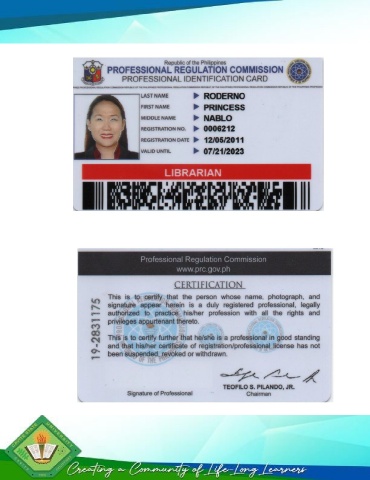 Republic of the Philippines
PROFESSIONAL REGULATION COMMISSION
PROFESSIONAL IDENTIFICATION CARD
LAST NAME RODERNO
FIRST NAME PRINCESS
MIDDLE NAME NABLO
REGISTRATION NO. 0006212
REGISTRATION DATE 12/05/2011
VALID UNTIL 07/21/2023
LIBRARIAN
Professional Regulation Commission
www.prc.gov.ph
CERTIFICATION
19-2831175
This is to certify that the person whose name, photograph, and
signature appear herein is a duly registered professional, legally
authorized to practice his/her profession with all the rights and
privileges appurtenant thereto.
This is to certify further that he/she is a professional in good standing
and that his/her certificate of registration/professional license has not
been suspended, revoked or withdrawn.
TEOFILO S. PILANDO, JR.
Signature of Professional Chairman
Creating a Community of Life-Long Learners